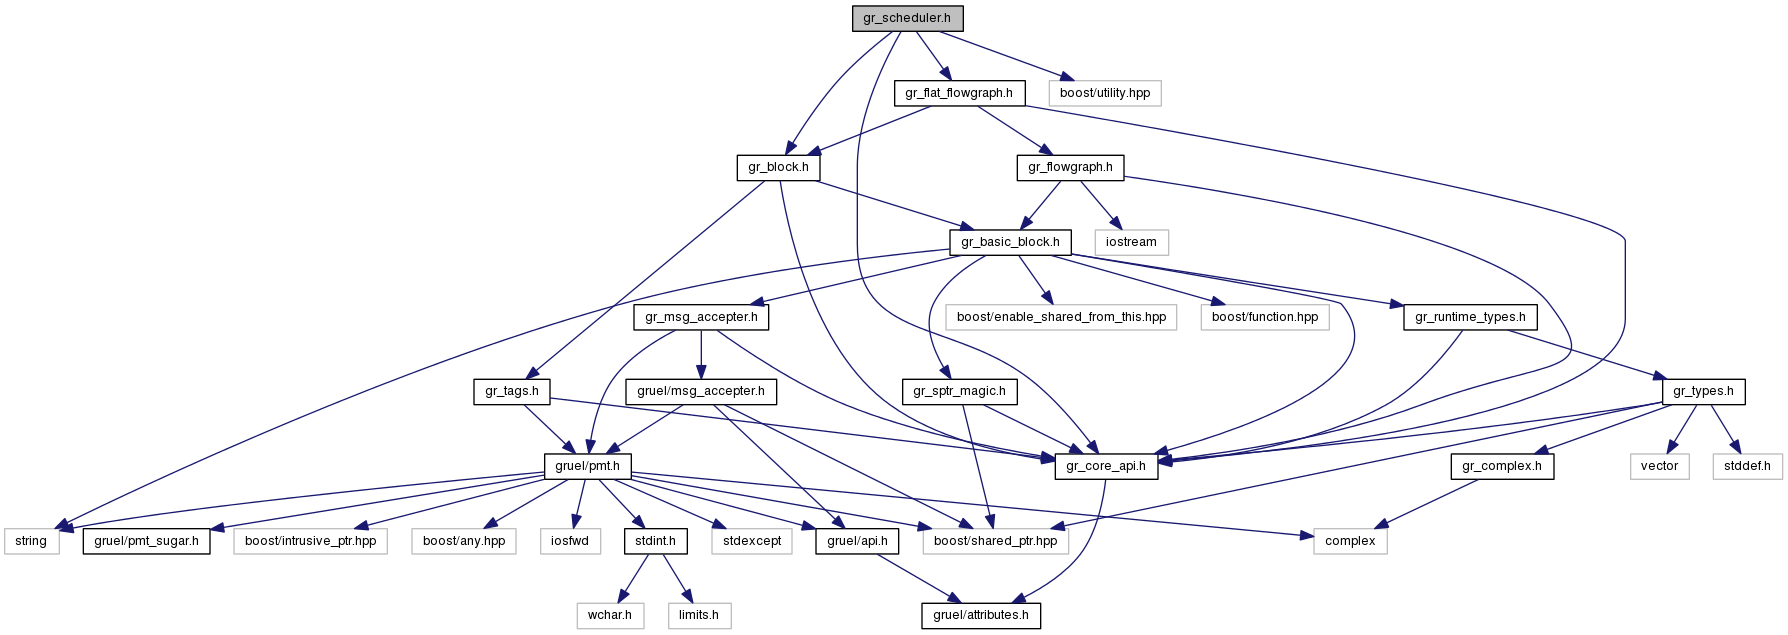 gr_scheduler.h
gr_flat_flowgraph.h
boost/utility.hpp
gr_block.h
gr_flowgraph.h
gr_basic_block.h
iostream
gr_msg_accepter.h
boost/enable_shared_from_this.hpp
boost/function.hpp
gr_runtime_types.h
gr_tags.h
gruel/msg_accepter.h
gr_sptr_magic.h
gr_types.h
gruel/pmt.h
gr_core_api.h
gr_complex.h
vector
stddef.h
string
gruel/pmt_sugar.h
boost/intrusive_ptr.hpp
boost/any.hpp
iosfwd
stdint.h
stdexcept
gruel/api.h
boost/shared_ptr.hpp
complex
wchar.h
limits.h
gruel/attributes.h